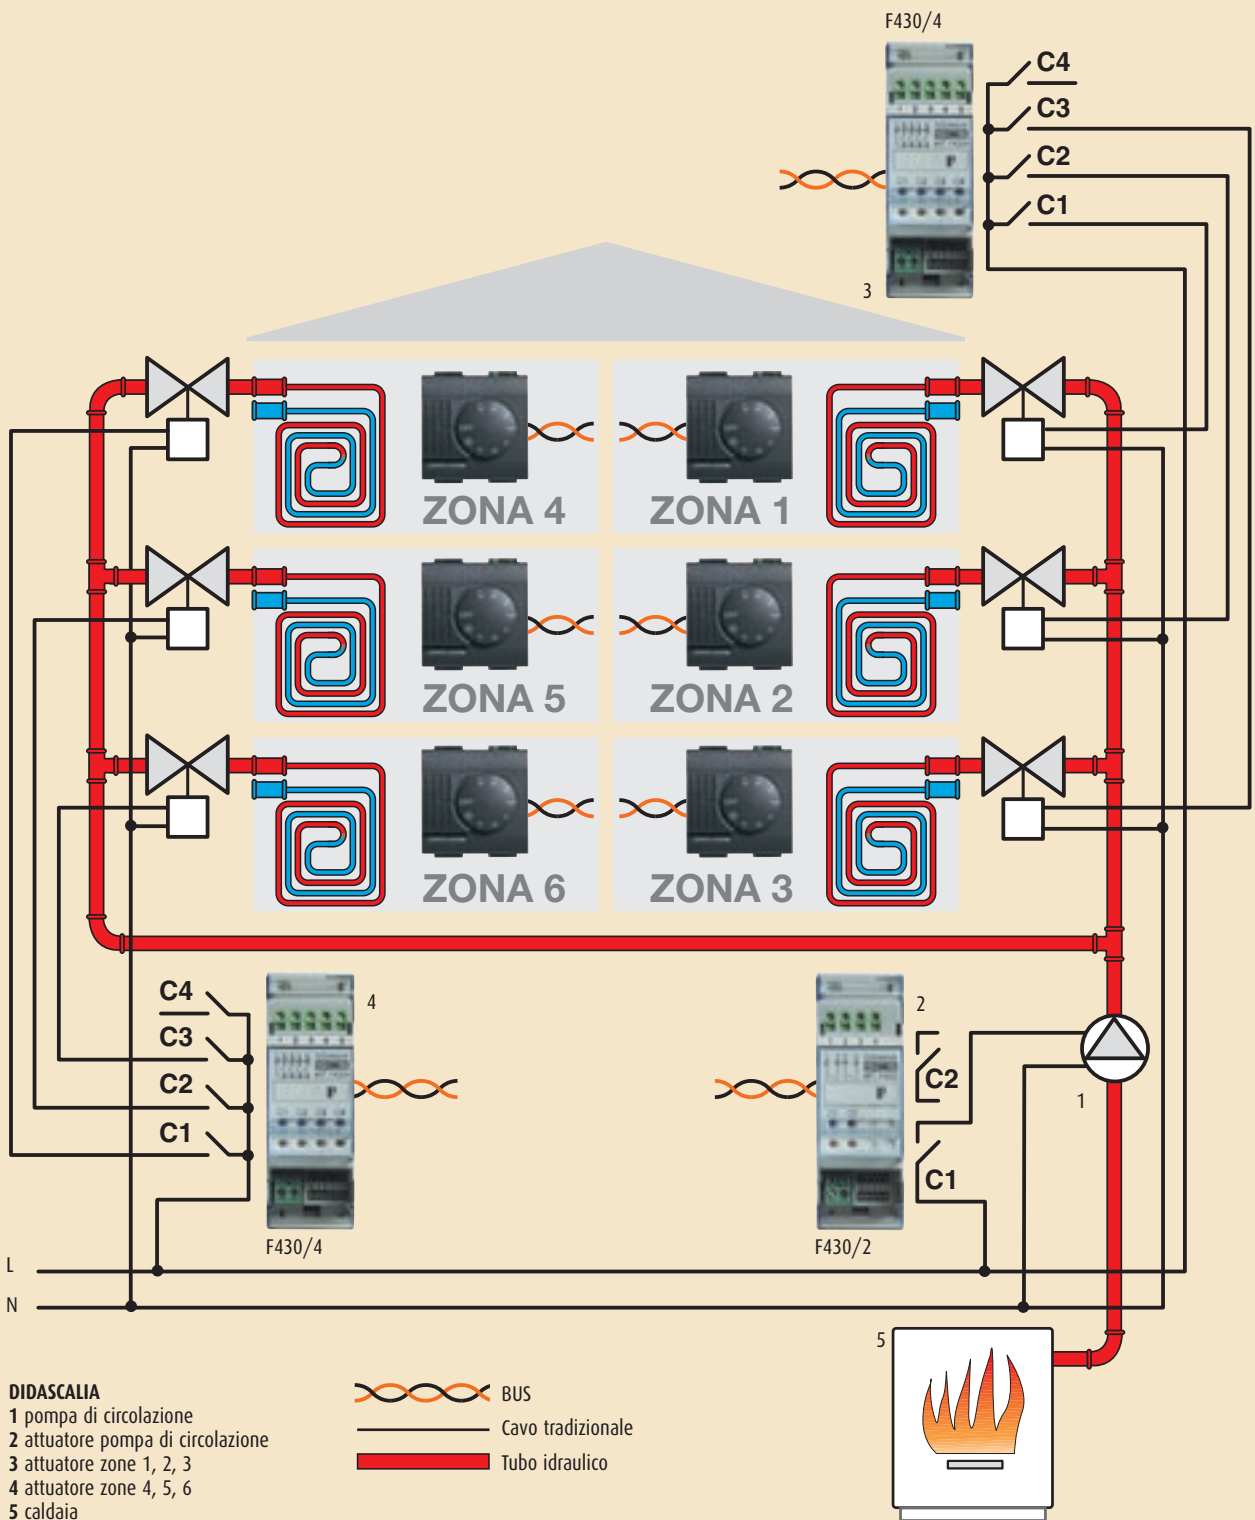 F430/4
C4
C3
C2
C1
3
ZONA 4
ZONA 1
ZONA 5
ZONA 2
ZONA 6
ZONA 3
C4
C3
C2
C1
4
F430/4
2
C2
C1
F430/2
1
L
N
5
DIDASCALIA
1 pompa di circolazione
2 attuatore pompa di circolazione
3 attuatore zone 1, 2, 3
4 attuatore zone 4, 5, 6
5 caldaia
BUS
Cavo tradizionale
Tubo idraulico